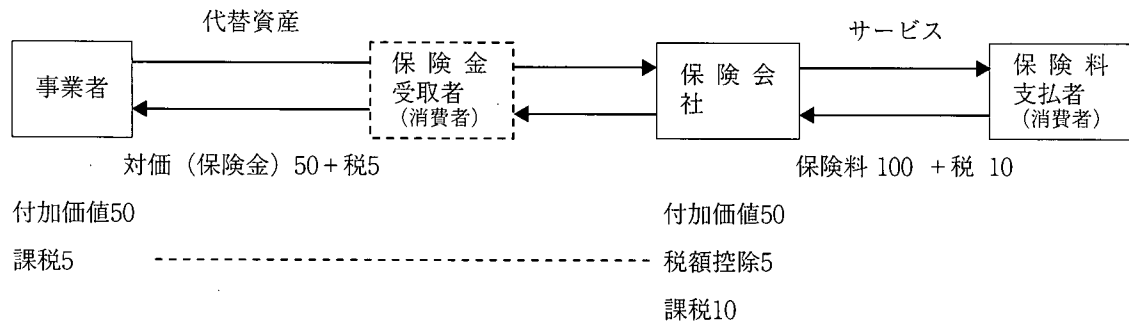 代替資産
サービス
事業者
保険金
受取者
(消費者)
保険会
社
保険料
支払者
(消費者)
対価(保険金)50+税5
保険料 100 +税 10
付加価値50
付加価値50
課税5
税額控除5
課税10